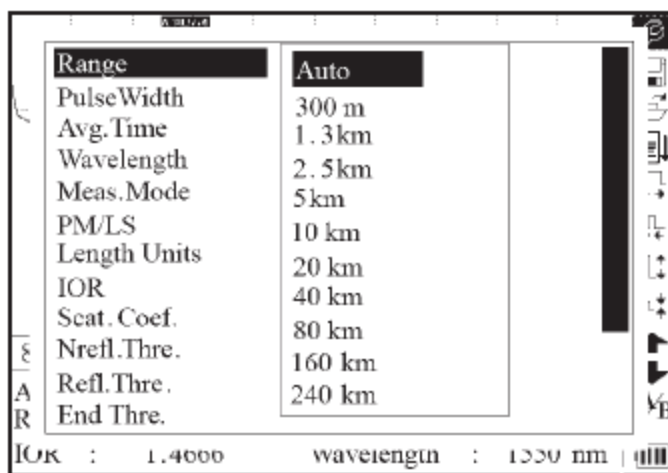 Range
PulseWidth
Avg.Time
Wavelength
Meas.Mode
PM/LS
Length Units
IOR
Scat. Coef.
Nrefl.Thre.
Refl.Thre.
End Thre.
Auto
300 m
1.3km
2.5km
5km
10 km
20 km
40 km
80 km
160 km
240 km
A
R
IOR : 1.4666 Wavelength : 1550 nm